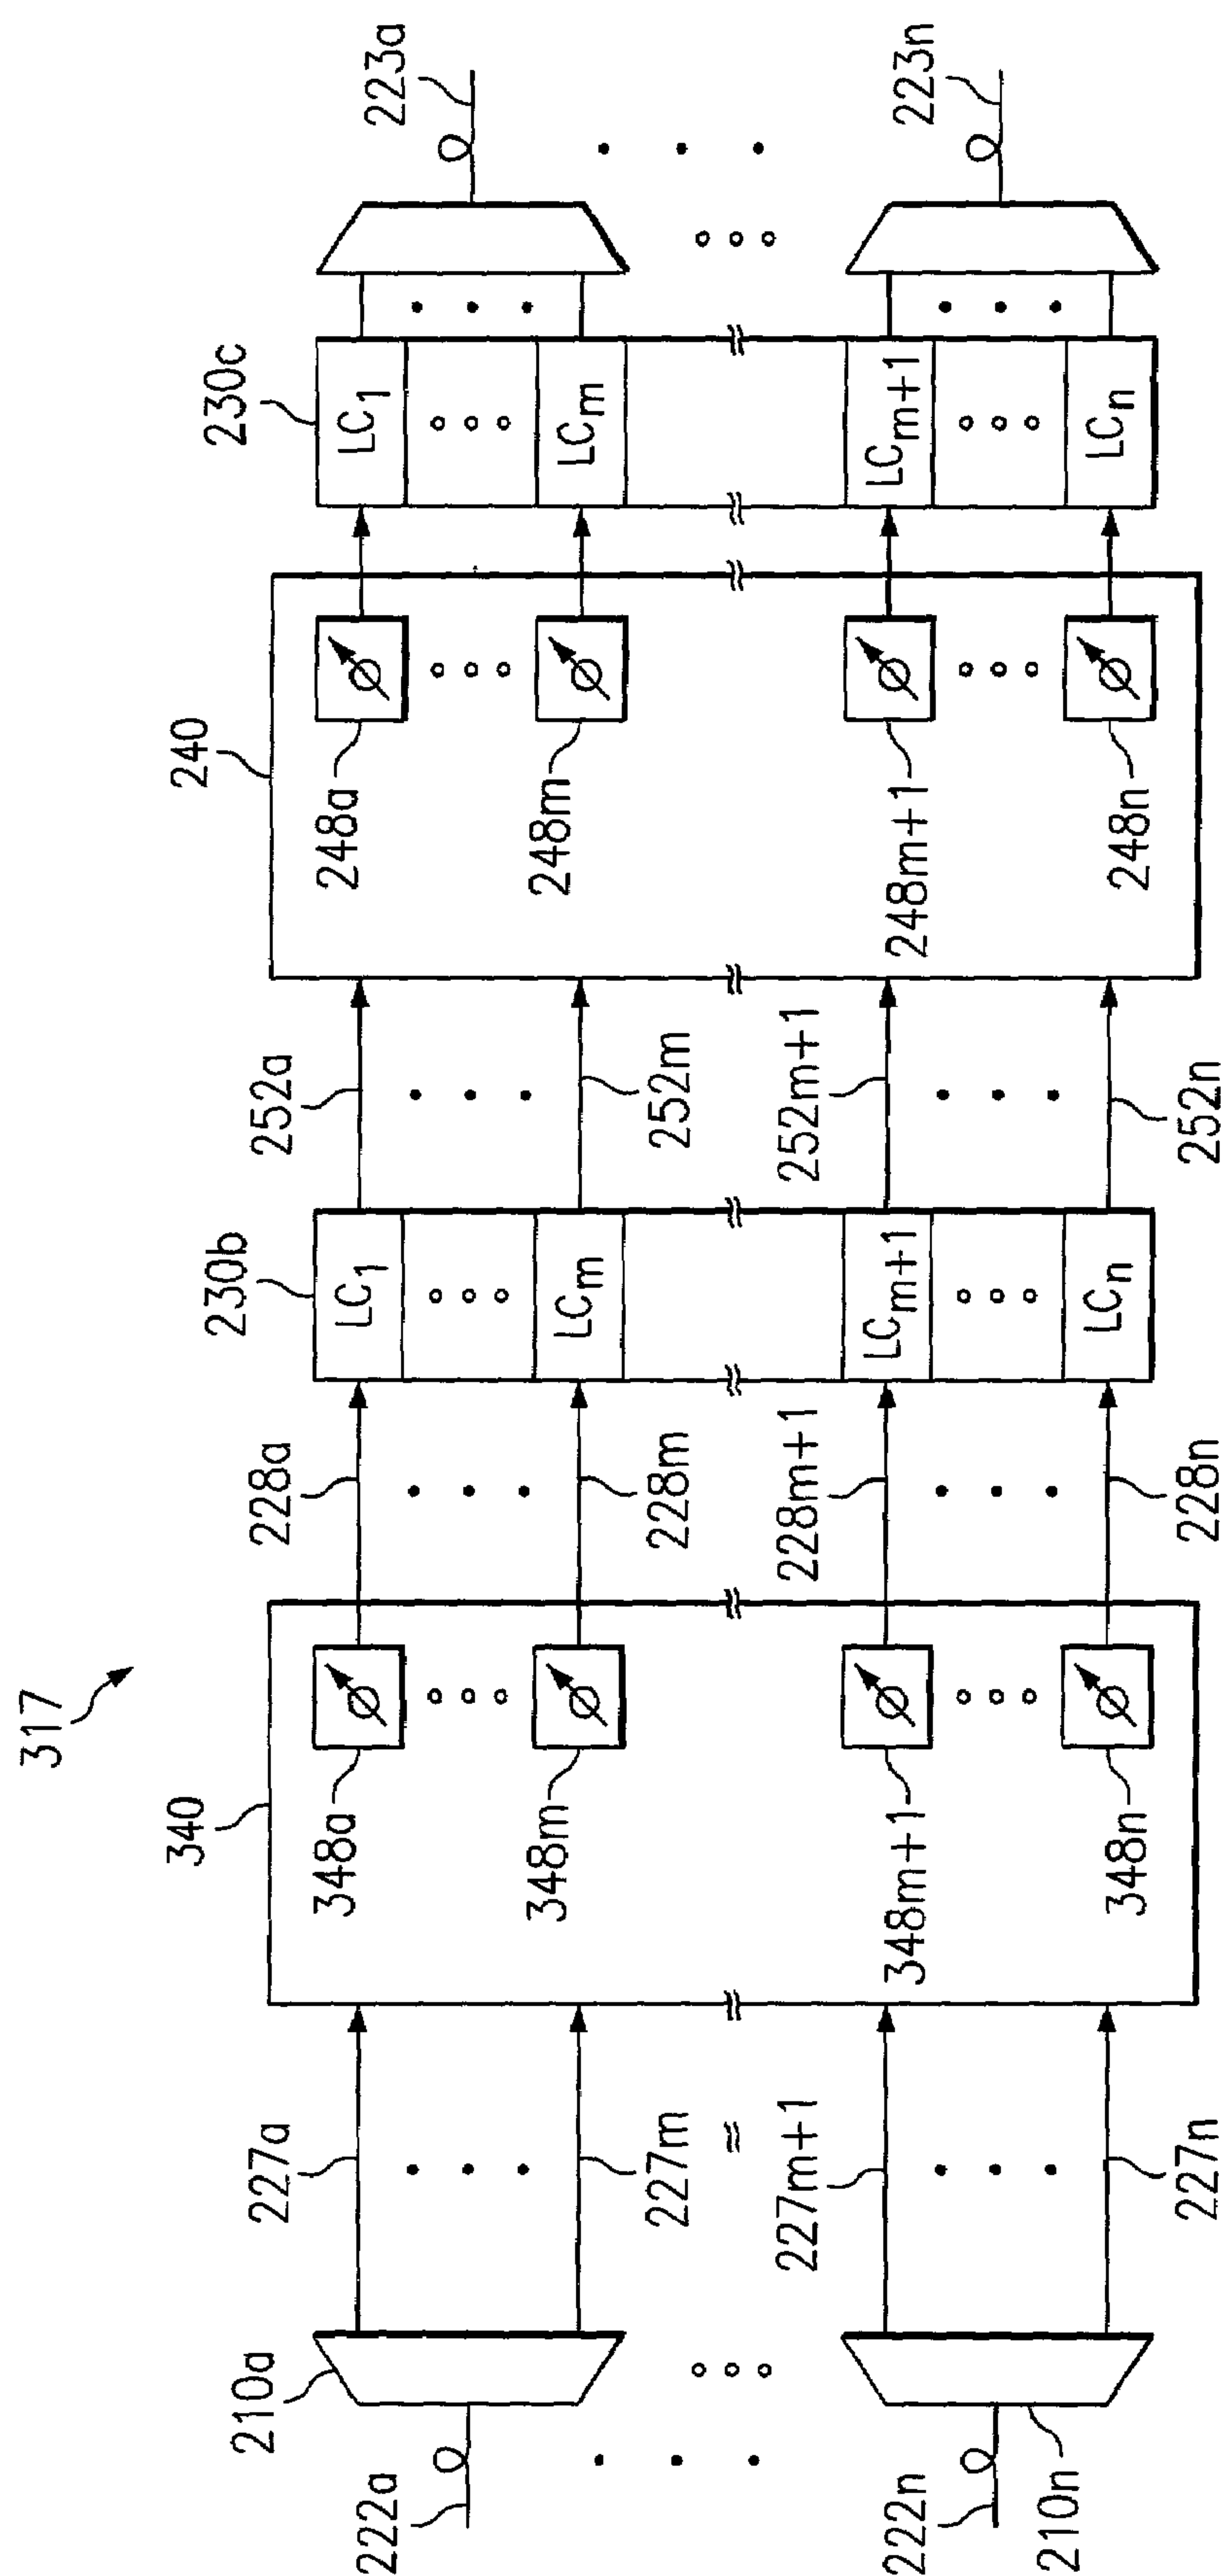 317
222a
210a
227a
227m
222n
210n
227m+1
227n
340
348a
348m
348m+1
348n
228a
228m
228m+1
228n
230b
LC1
LCm
LCm+1
LCn
252a
252m
252m+1
252n
240
248a
248m
248m+1
248n
230c
LC1
LCm
LCm+1
LCn
223a
223n